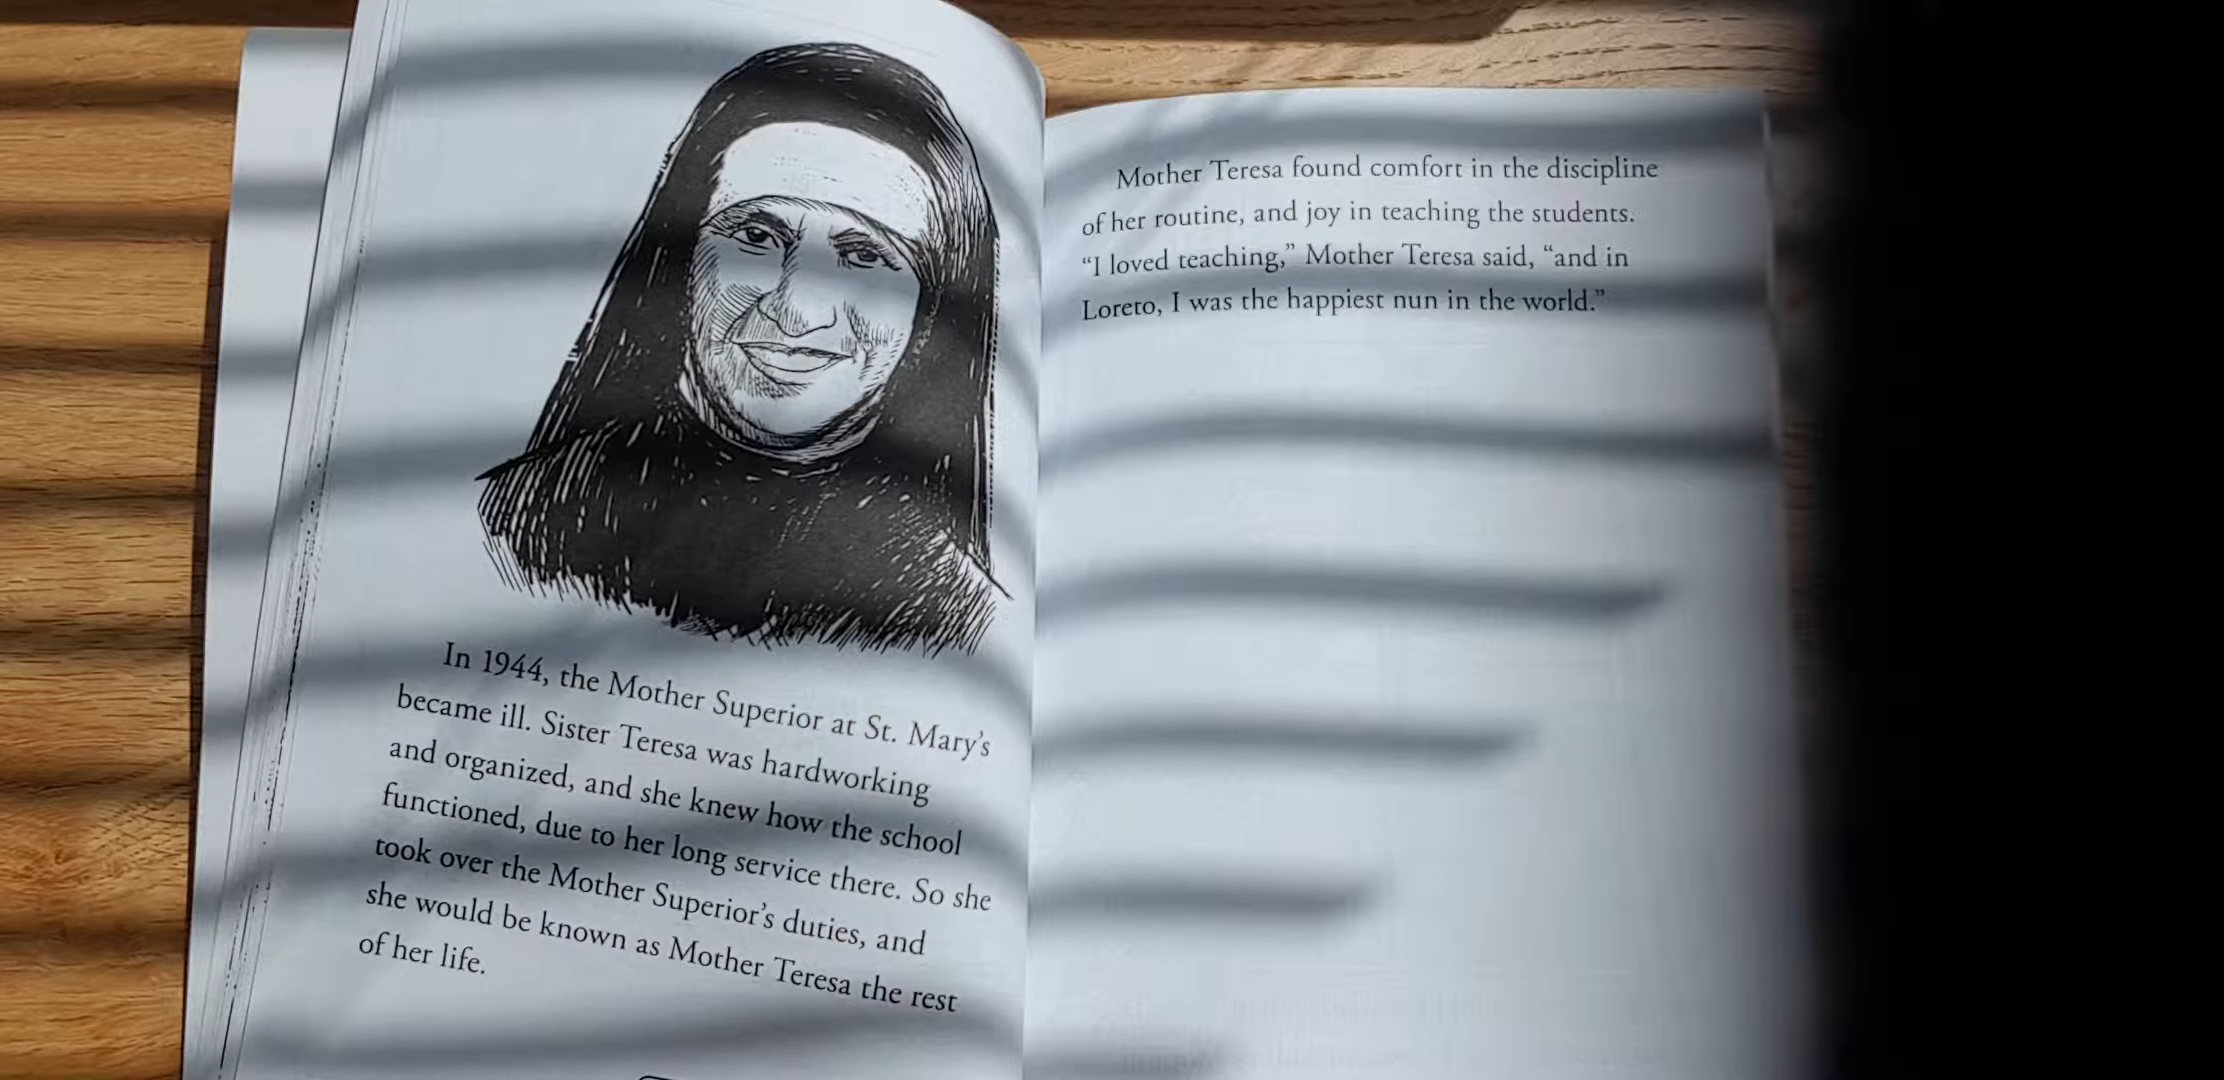 In 1944, the Mother Superior at St. Mary's
became ill. Sister Teresa was hardworking
and organized, and she knew how the school
functioned, due to her long service there. So she
took over the Mother Superior's duties, and
she would be known as Mother Teresa the rest
of her life.
Mother Teresa found comfort in the discipline
of her routine, and joy in teaching the students.
“I loved teaching,” Mother Teresa said, “and in
Loreto, I was the happiest nun in the world.”